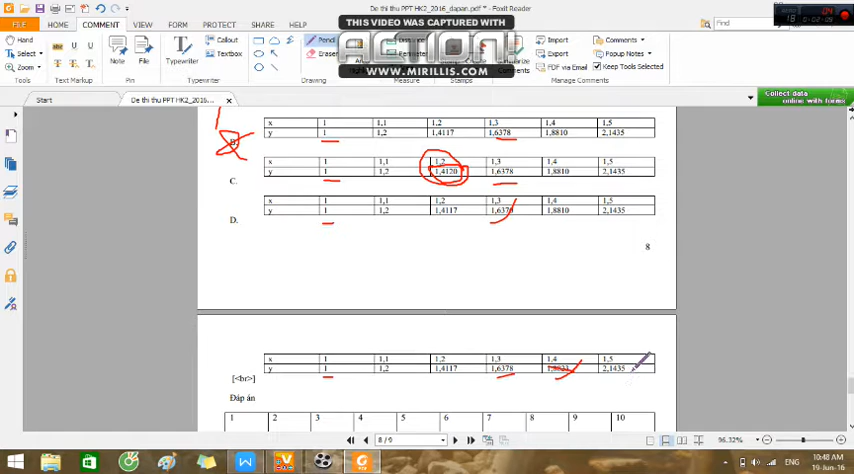 De thi thu PPT HK2_2016_dapan.pdf * - Foxit Reader
THIS VIDEO WAS CAPTURED WITH
ACTION!
WWW.MIRILLIS.COM
FILE HOME COMMENT VIEW FORM PROTECT SHARE HELP Find
Hand Select Zoom Tools
Text Markup
Note File Pin
Typewriter Callout Textbox Typewriter
Pencil Drawing
Stamps
Comments Import Export FDF via Email Comments Popup Notes Keep Tools Selected Manage Comments
Start De thi thu PPT HK2_2016... Collect data online with forms
x 1 1,1 1,2 1,3 1,4 1,5
y 1 1,2 1,4117 1,6378 1,8810 2,1435
B.
x 1 1,1 1,2 1,3 1,4 1,5
y 1 1,2 1,4120 1,6378 1,8810 2,1435
C.
x 1 1,1 1,2 1,3 1,4 1,5
y 1 1,2 1,4117 1,8810 2,1435
D.
8
x 1 1,1 1,2 1,3 1,4 1,5
y 1 1,2 1,4117 1,6378 2,1435
[<br>]
Đáp án
1 2 3 4 5 6 7 8 9 10
8 / 9 96.32%
ENG 10:48 AM
19-Jun-16